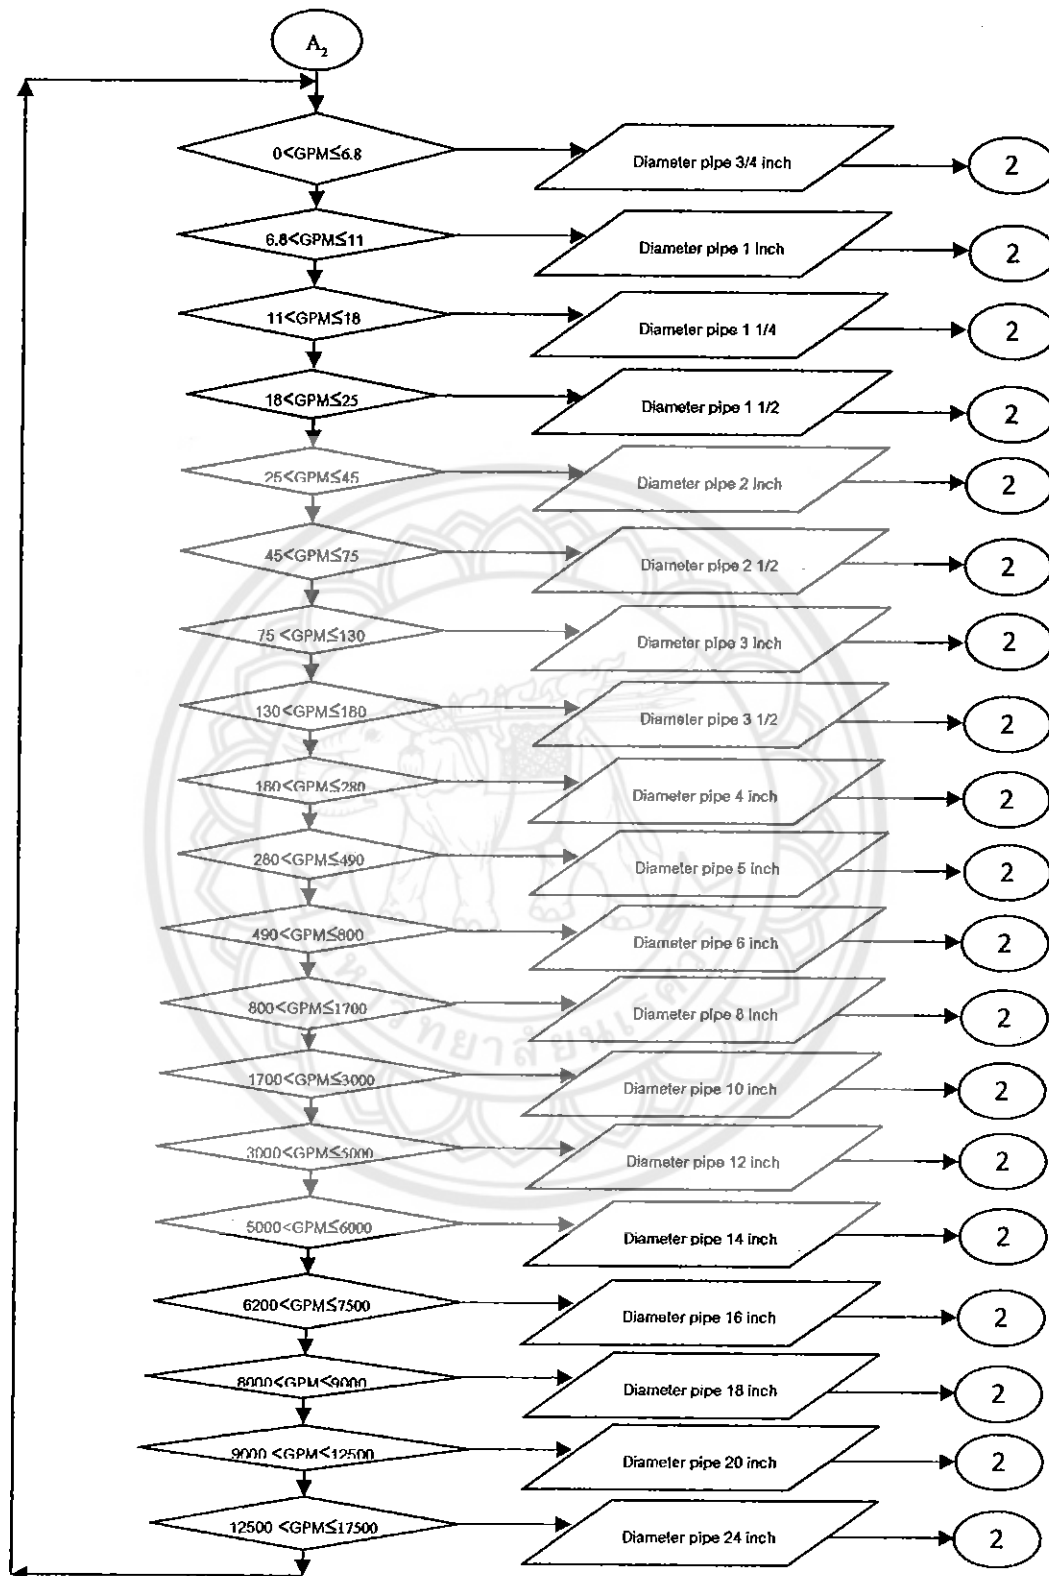 A2
0<GPM≤6.8
Diameter pipe 3/4 inch
2
6.8<GPM≤11
Diameter pipe 1 Inch
2
11<GPM≤18
Diameter pipe 1 1/4
2
18<GPM≤25
Diameter pipe 1 1/2
2
25<GPM≤45
Diameter pipe 2 Inch
2
45<GPM≤75
Diameter pipe 2 1/2
2
75 <GPM≤130
Diameter pipe 3 Inch
2
130<GPM≤180
Diameter pipe 3 1/2
2
180<GPM≤280
Diameter pipe 4 inch
2
280<GPM≤490
Diameter pipe 5 inch
2
490<GPM≤800
Diameter pipe 6 inch
2
800<GPM≤1700
Diameter pipe 8 Inch
2
1700<GPM≤3000
Diameter pipe 10 inch
2
3000<GPM≤5000
Diameter pipe 12 inch
2
5000<GPM≤6000
Diameter pipe 14 inch
2
6200<GPM≤7500
Diameter pipe 16 inch
2
8000<GPM≤9000
Diameter pipe 18 inch
2
9000 <GPM≤12500
Diameter pipe 20 inch
2
12500 <GPM≤17500
Diameter pipe 24 inch
2